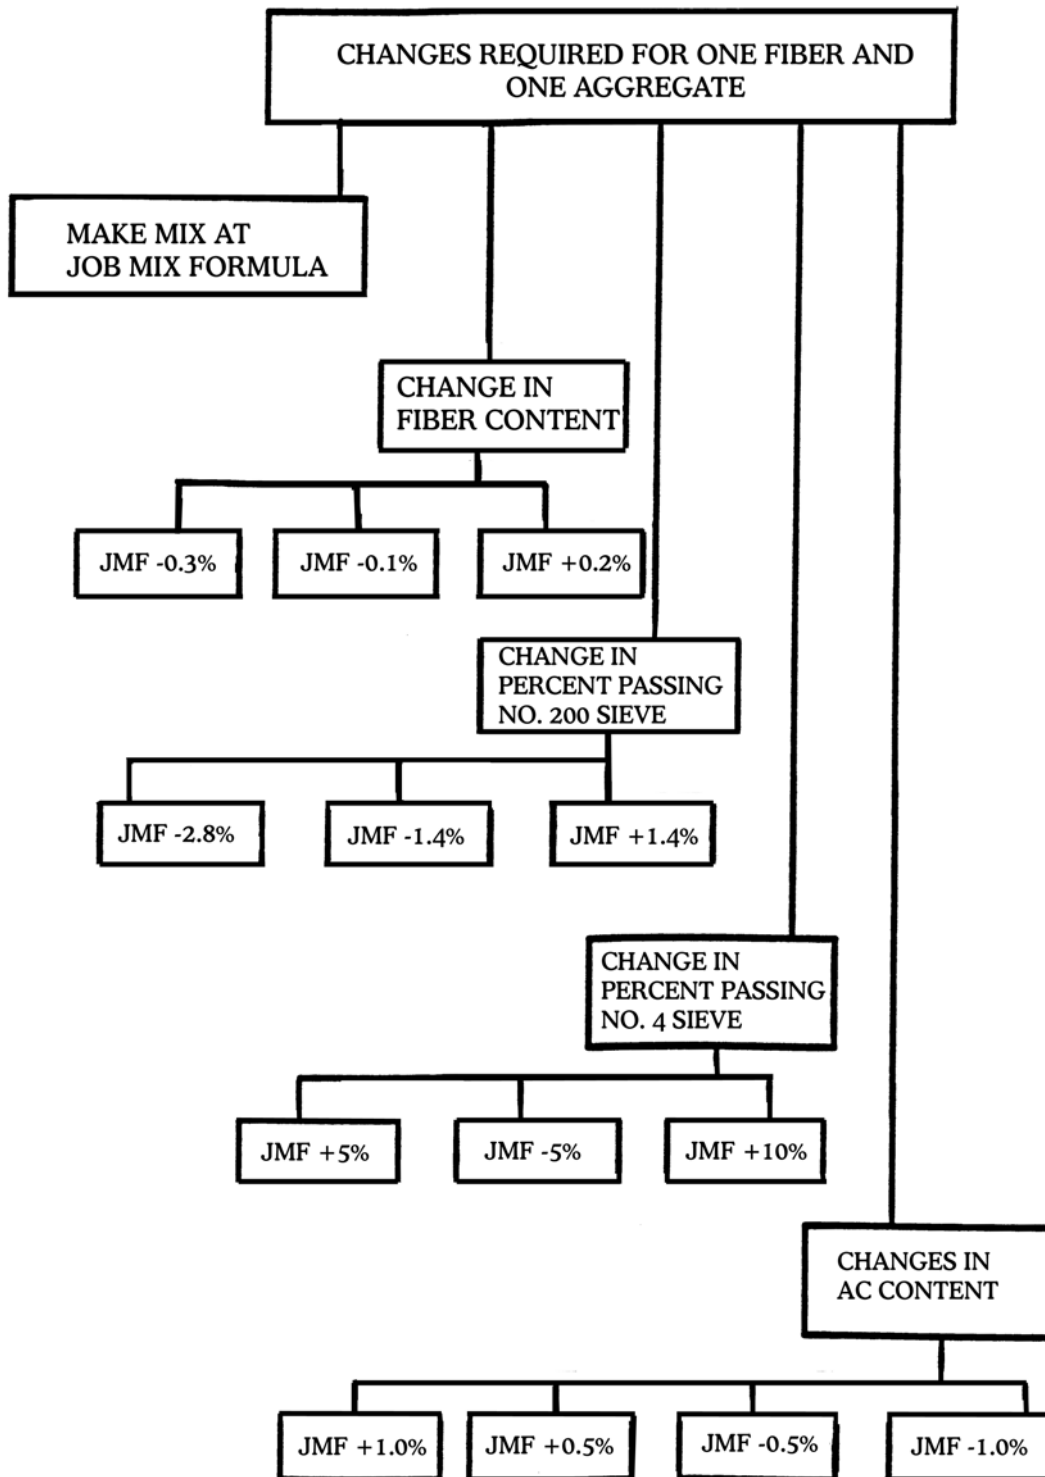 CHANGES REQUIRED FOR ONE FIBER AND
ONE AGGREGATE
MAKE MIX AT
JOB MIX FORMULA
CHANGE IN
FIBER CONTENT
JMF -0.3%
JMF -0.1%
JMF +0.2%
CHANGE IN
PERCENT PASSING
NO. 200 SIEVE
JMF -2.8%
JMF -1.4%
JMF +1.4%
CHANGE IN
PERCENT PASSING
NO. 4 SIEVE
JMF +5%
JMF -5%
JMF +10%
CHANGES IN
AC CONTENT
JMF +1.0%
JMF +0.5%
JMF -0.5%
JMF -1.0%